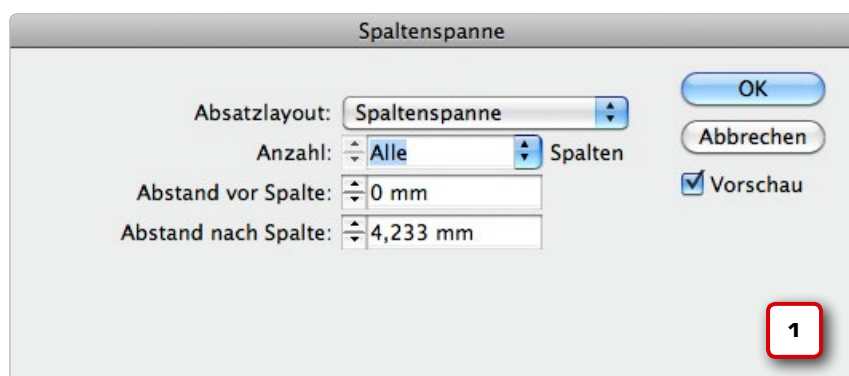 Spaltenspanne
Absatzlayout: Spaltenspanne
OK
Anzahl: Alle Spalten
Abbrechen
Abstand vor Spalte: 0 mm
Vorschau
Abstand nach Spalte: 4,233 mm
1